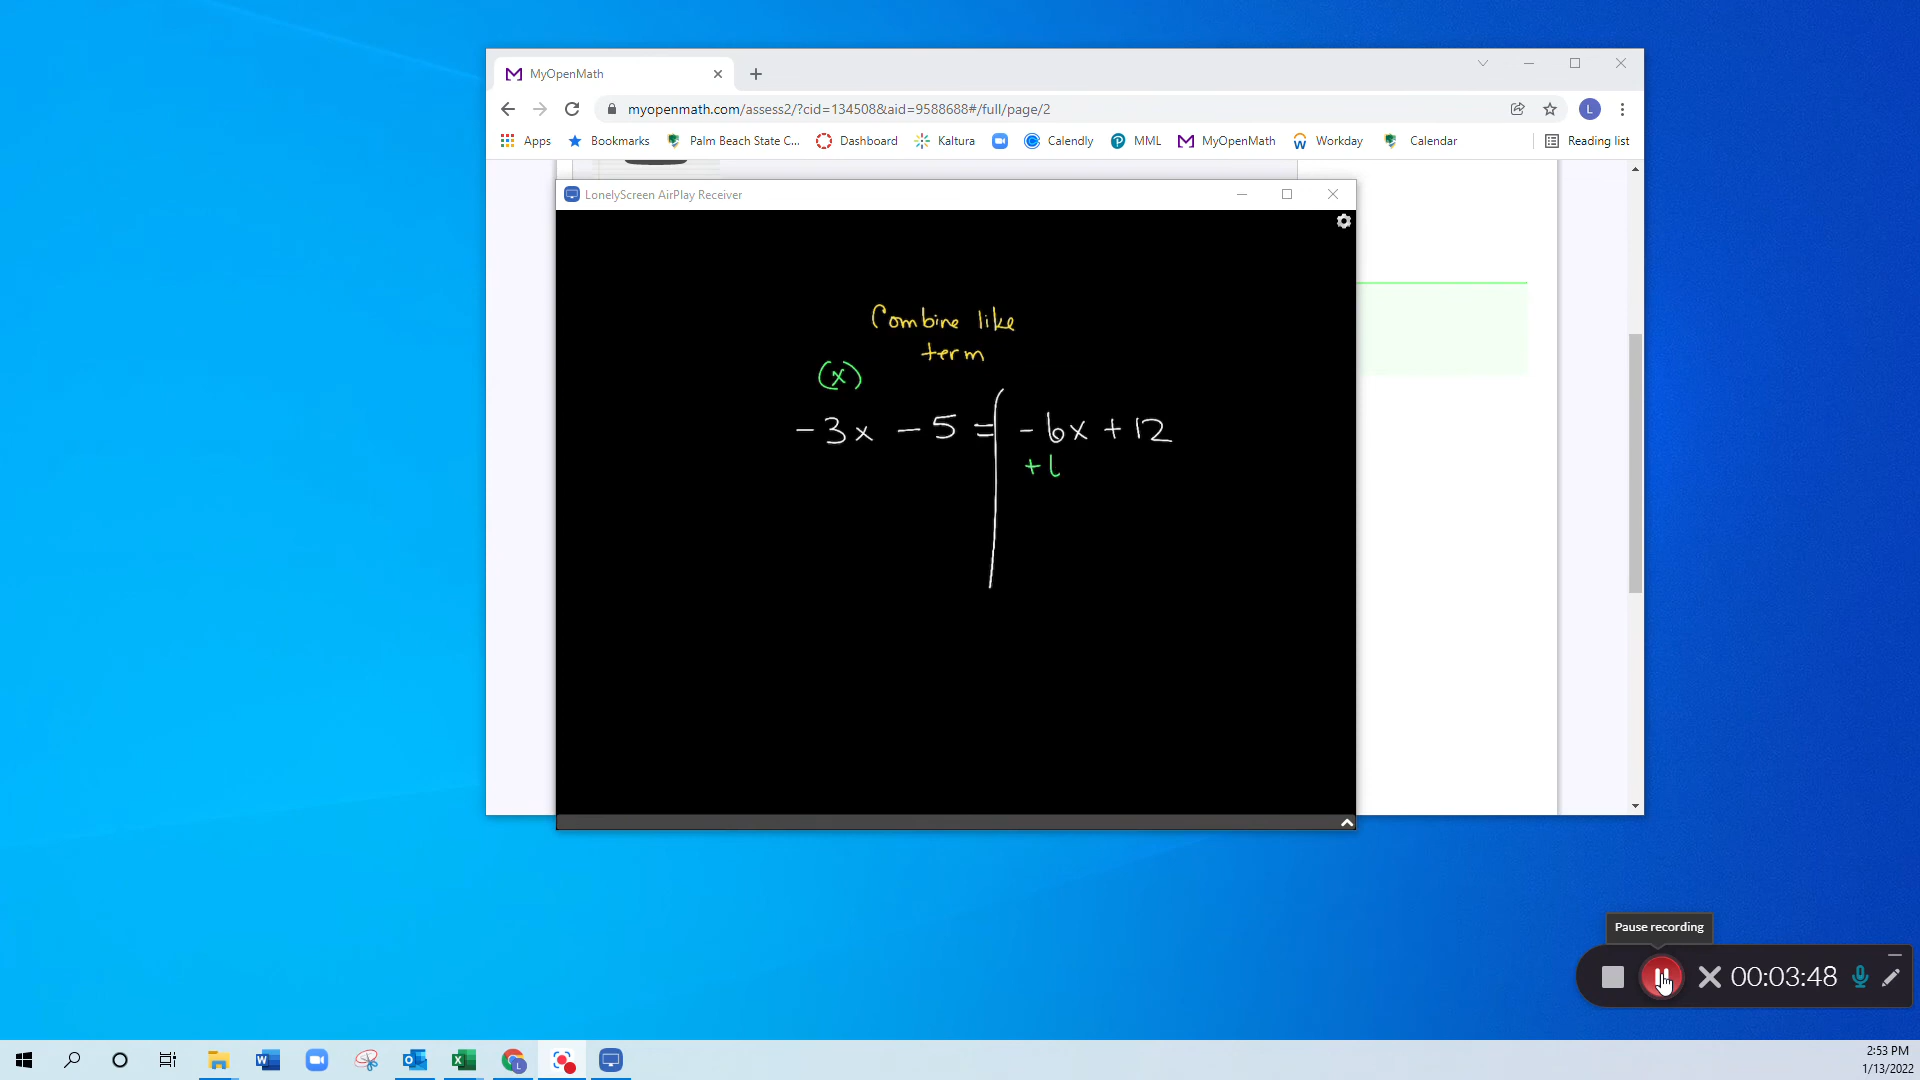 MyOpenMath
myopenmath.com/assess2/?cid=134508&aid=9588688#/full/page/2
L
Apps Bookmarks Palm Beach State C... Dashboard Kaltura Calendly MML MyOpenMath Workday Calendar Reading list
LonelyScreen AirPlay Receiver
Combine like
term
(x)
-3x - 5 = -6x + 12
+ l
Pause recording
00:03:48
2:53 PM
1/13/2022